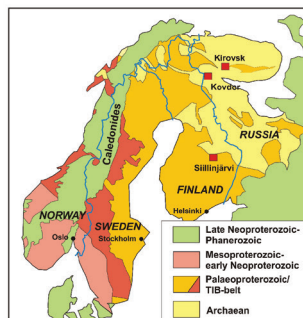 Kirovsk
Kovdor
Caledonides
RUSSIA
Siilinjärvi
FINLAND
NORWAY
Helsinki
SWEDEN
Oslo
Stockholm
Late Neoproterozoic-
Phanerozoic
Mesoproterozoic-
early Neoproterozoic
Palaeoproterozoic/
TIB-belt
Archaean